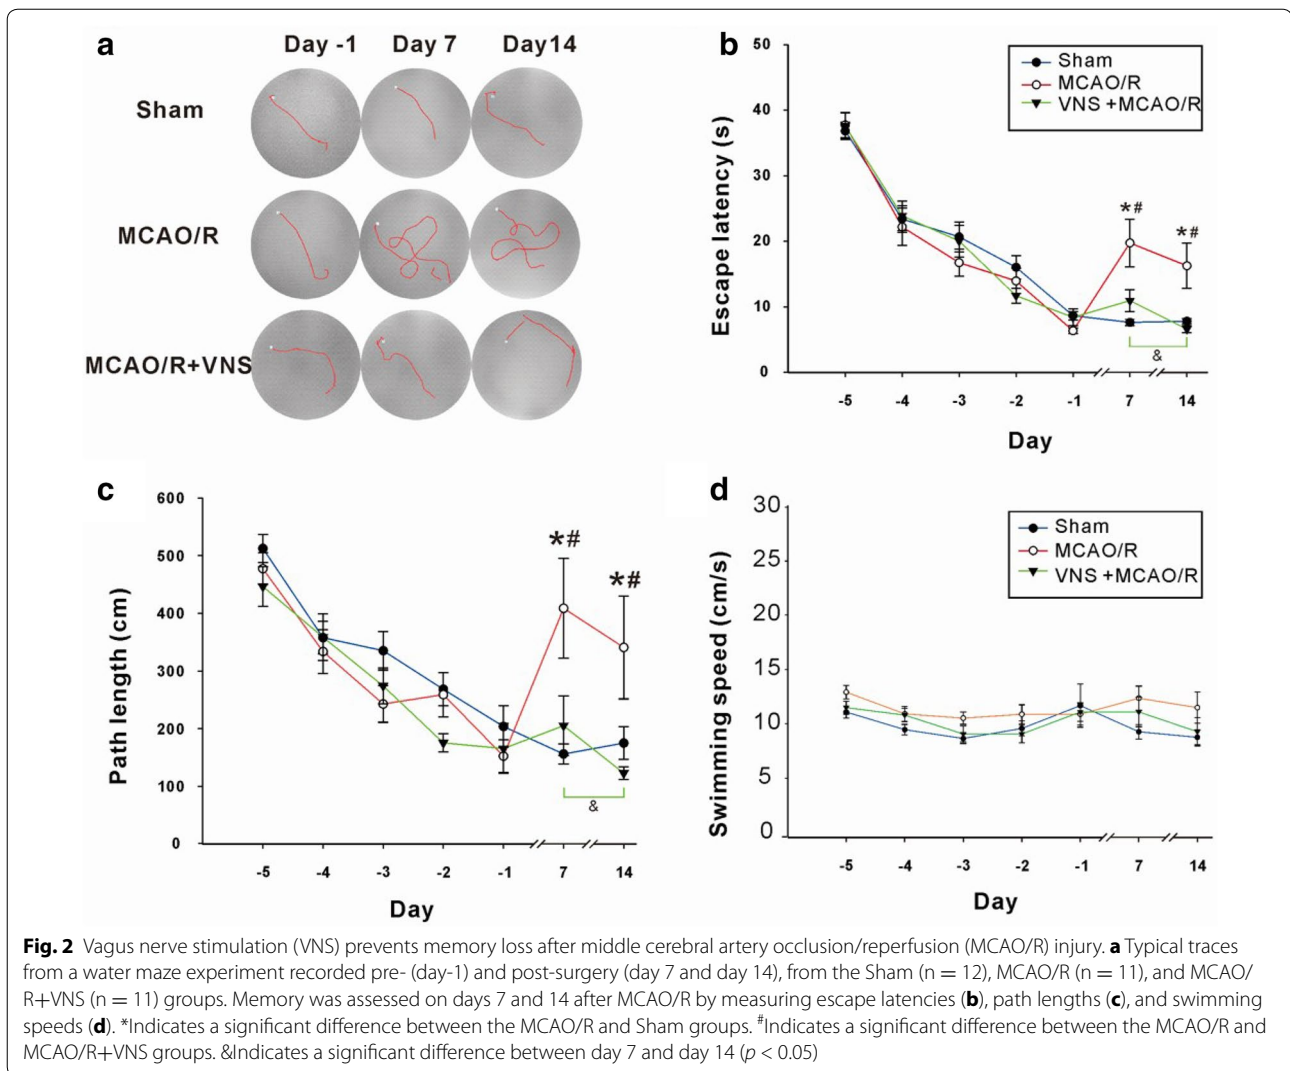 a
Day -1 Day 7 Day14
Sham
MCAO/R
MCAO/R+VNS
b
50
40
30
20
10
0
Escape latency (s)
Sham
MCAO/R
VNS +MCAO/R
*#
*#
&
-5 -4 -3 -2 -1 7 14
Day
c
600
500
400
300
200
100
0
Path length (cm)
*#
*#
&
-5 -4 -3 -2 -1 7 14
Day
d
30
25
20
15
10
5
0
Swimming speed (cm/s)
Sham
MCAO/R
VNS +MCAO/R
-5 -4 -3 -2 -1 7 14
Day
Fig. 2 Vagus nerve stimulation (VNS) prevents memory loss after middle cerebral artery occlusion/reperfusion (MCAO/R) injury. a Typical traces
from a water maze experiment recorded pre- (day-1) and post-surgery (day 7 and day 14), from the Sham (n = 12), MCAO/R (n = 11), and MCAO/
R+VNS (n = 11) groups. Memory was assessed on days 7 and 14 after MCAO/R by measuring escape latencies (b), path lengths (c), and swimming
speeds (d). *Indicates a significant difference between the MCAO/R and Sham groups. #Indicates a significant difference between the MCAO/R and
MCAO/R+VNS groups. &Indicates a significant difference between day 7 and day 14 (p < 0.05)